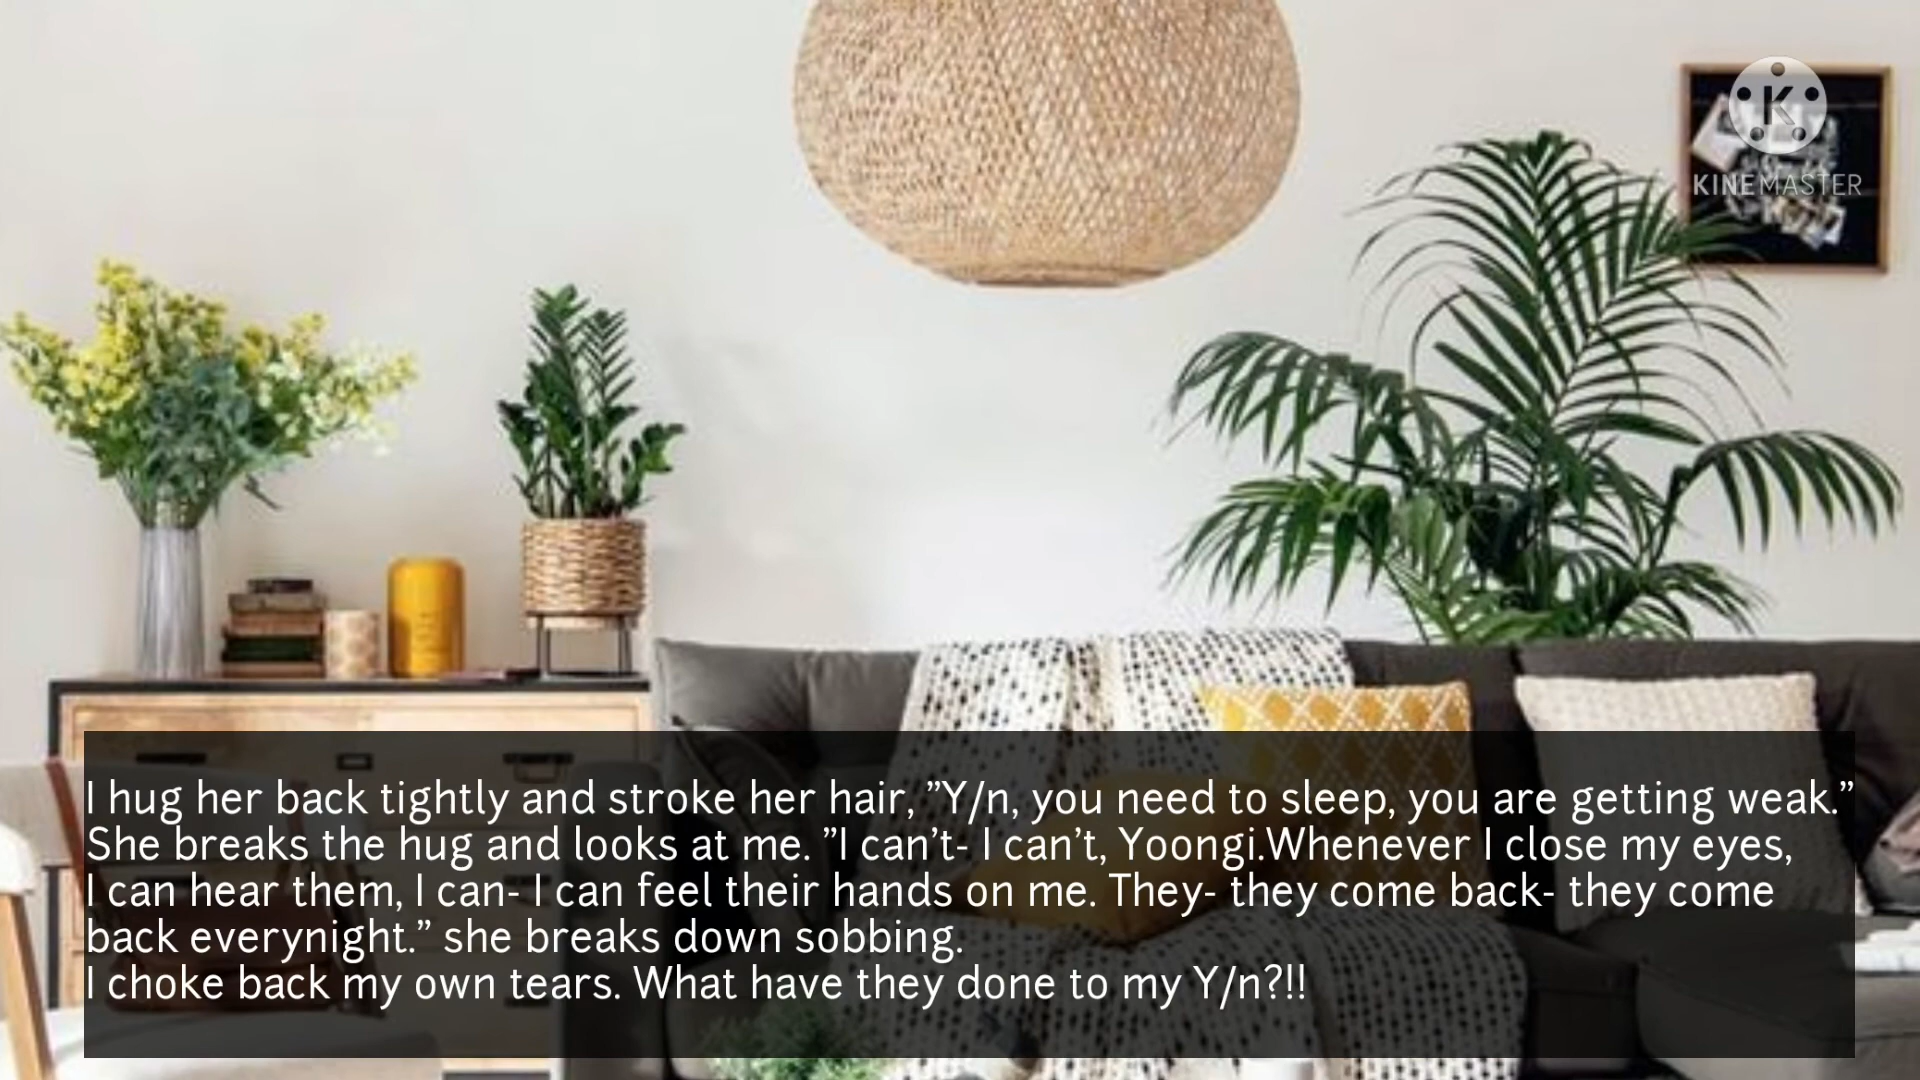 KINEMASTER
I hug her back tightly and stroke her hair, ”Y/n, you need to sleep, you are getting weak.”
She breaks the hug and looks at me. ”I can’t- I can’t, Yoongi.Whenever I close my eyes,
I can hear them, I can- I can feel their hands on me. They- they come back- they come
back everynight.” she breaks down sobbing.
I choke back my own tears. What have they done to my Y/n?!!